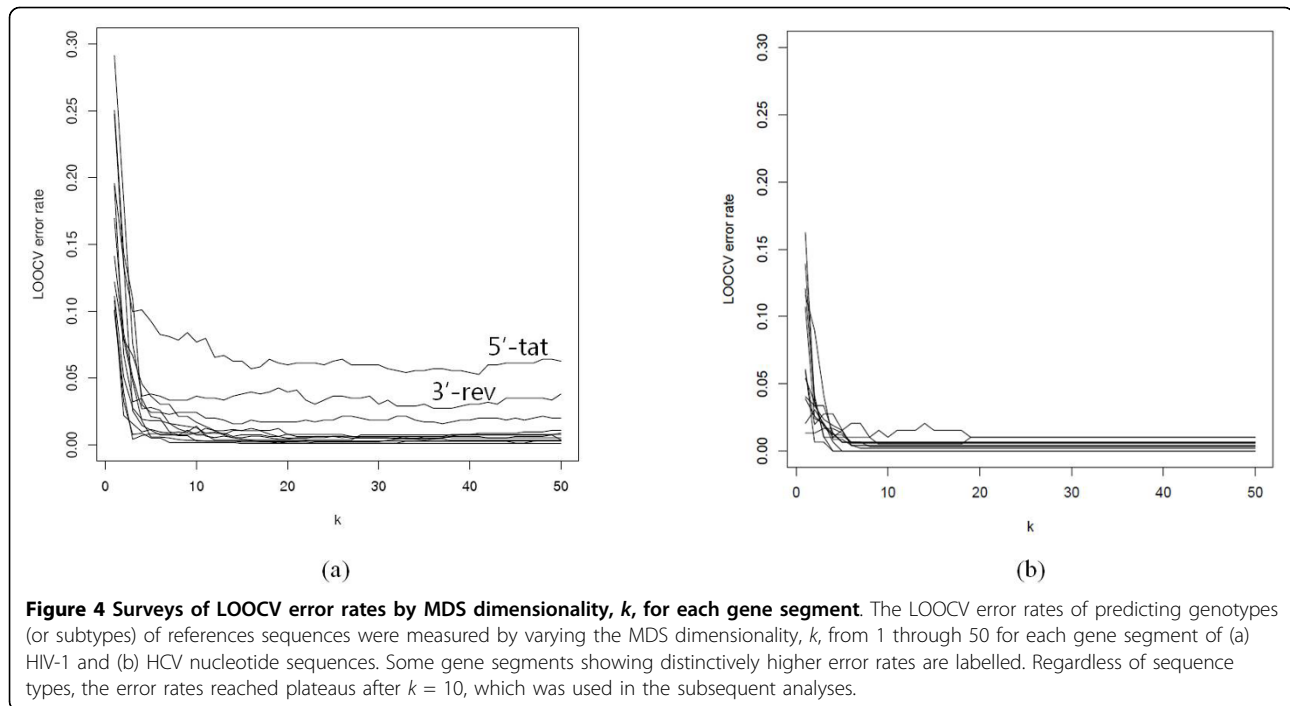 0.30
0.25
0.20
0.15
0.10
0.05
0.00
LOOCV error rate
5'-tat
3'-rev
0 10 20 30 40 50
k
(a)
0.30
0.25
0.20
0.15
0.10
0.05
0.00
LOOCV error rate
0 10 20 30 40 50
k
(b)
Figure 4 Surveys of LOOCV error rates by MDS dimensionality, k, for each gene segment. The LOOCV error rates of predicting genotypes
(or subtypes) of references sequences were measured by varying the MDS dimensionality, k, from 1 through 50 for each gene segment of (a)
HIV-1 and (b) HCV nucleotide sequences. Some gene segments showing distinctively higher error rates are labelled. Regardless of sequence
types, the error rates reached plateaus after k = 10, which was used in the subsequent analyses.